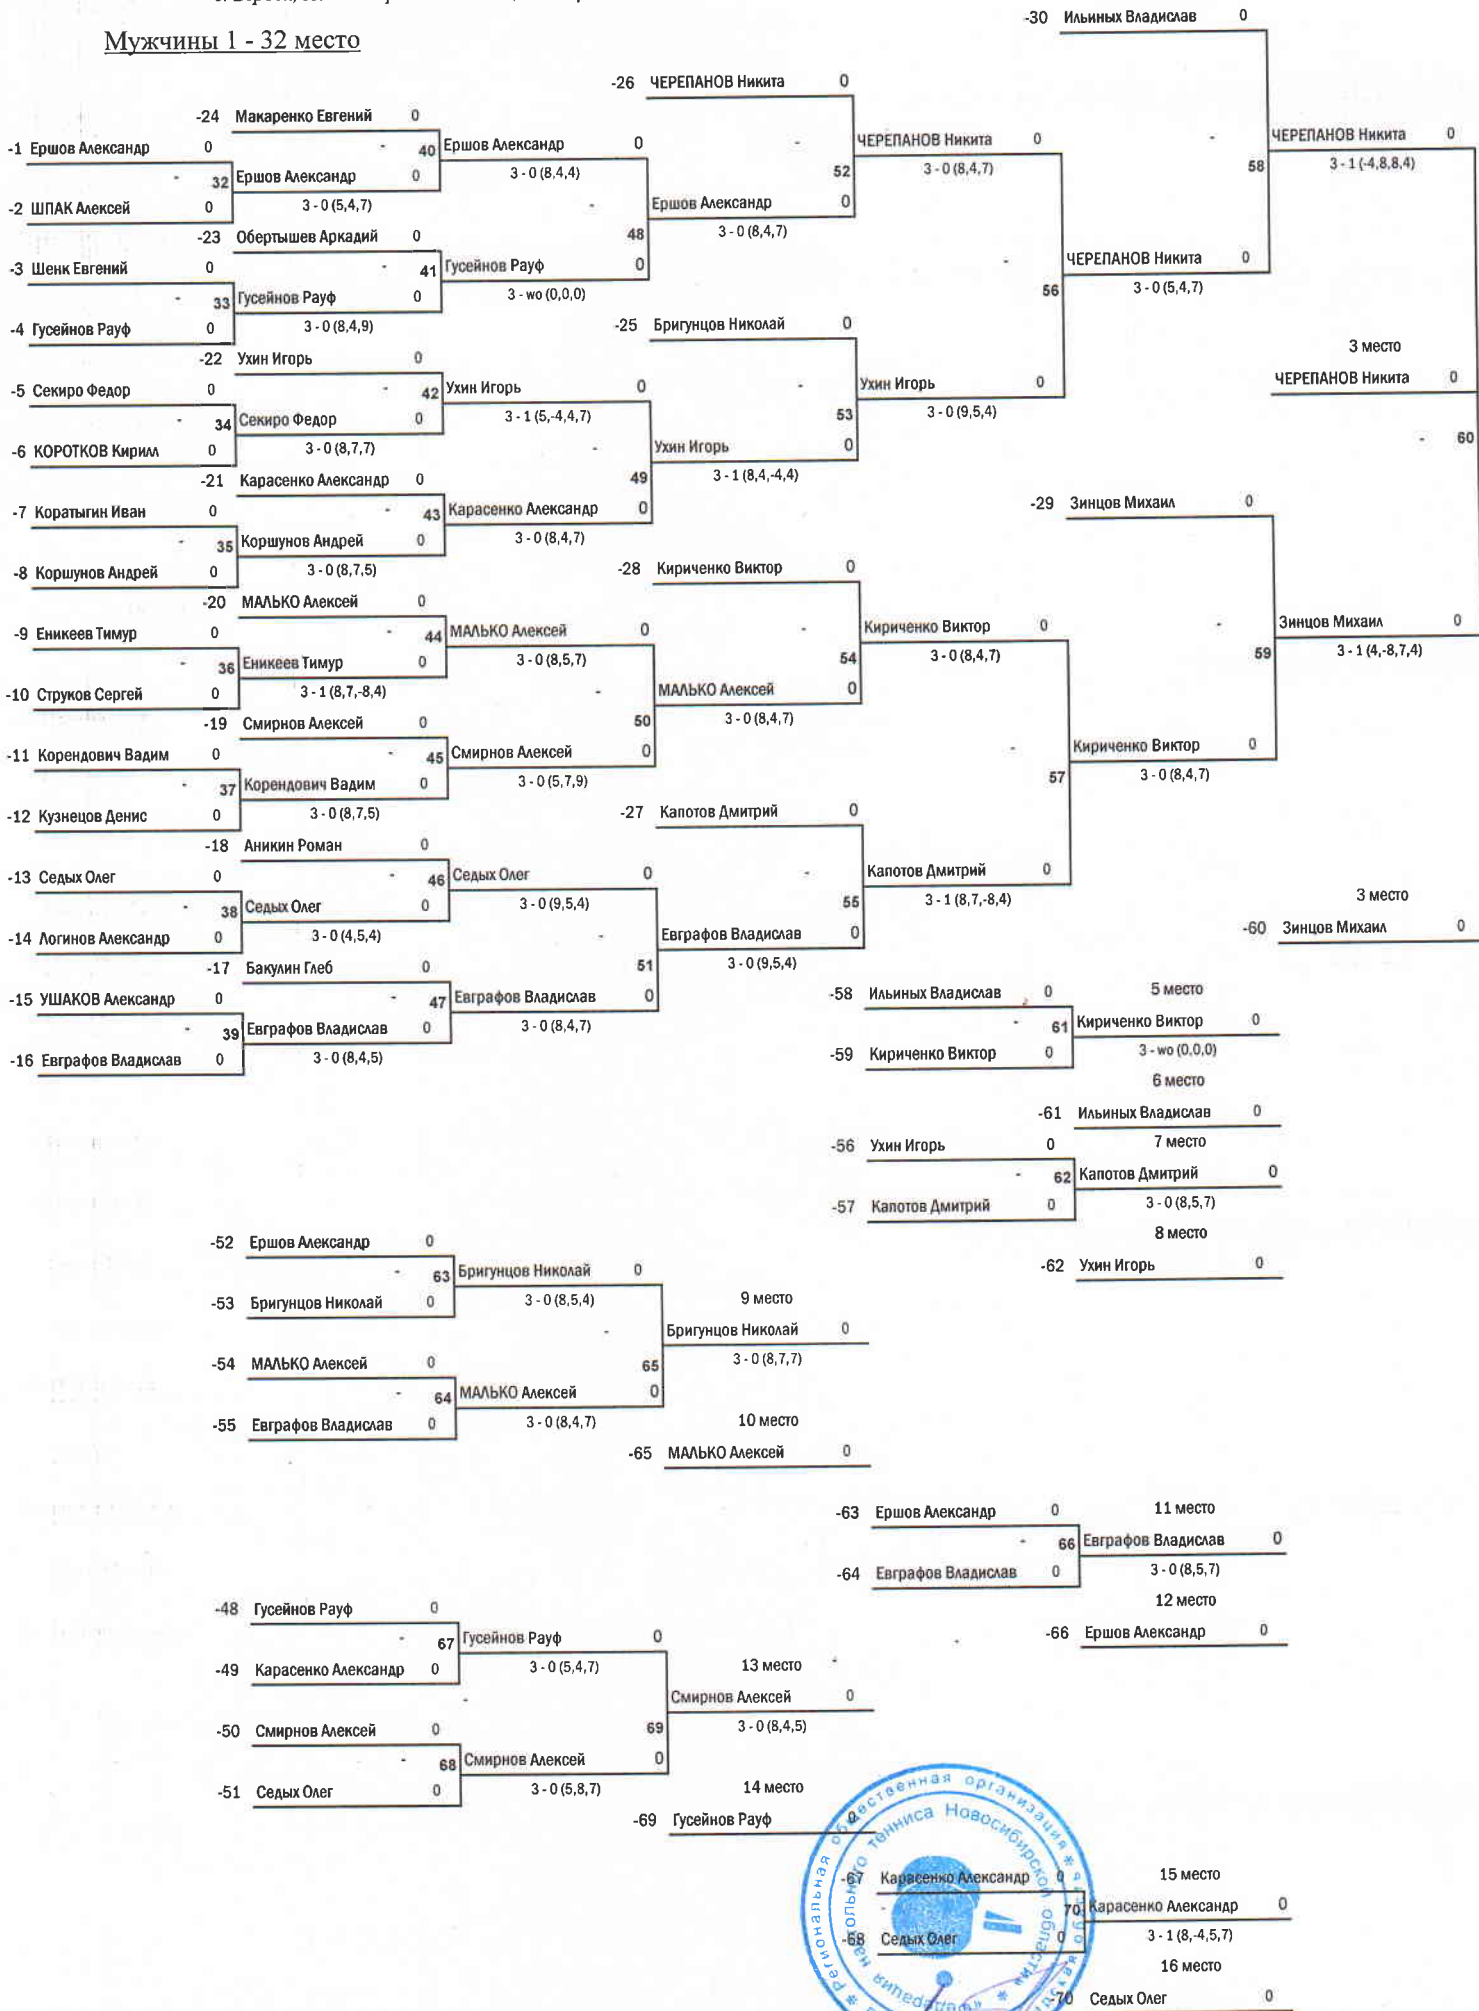 Мужчины 1 - 32 место
-30 Ильиных Владислав 0
-26 ЧЕРЕПАНОВ Никита 0
-24 Макаренко Евгений 0
ЧЕРЕПАНОВ Никита 0
-1 Ершов Александр 0
- 40 Ершов Александр 0
ЧЕРЕПАНОВ Никита 0
- 58
3 - 1 (-4,8,8,4)
- 32 Ершов Александр 0
3 - 0 (8,4,4)
- 52
3 - 0 (8,4,7)
-2 ШПАК Алексей 0
3 - 0 (5,4,7)
Ершов Александр 0
-23 Обертышев Аркадий 0
- 48
3 - 0 (8,4,7)
-3 Шенк Евгений 0
- 41 Гусейнов Рауф 0
ЧЕРЕПАНОВ Никита 0
- 33 Гусейнов Рауф 0
3 - wo (0,0,0)
- 56
3 - 0 (5,4,7)
-4 Гусейнов Рауф 0
3 - 0 (8,4,9)
-25 Бригунцов Николай 0
-22 Ухин Игорь 0
3 место
-5 Секиро Федор 0
- 42 Ухин Игорь 0
Ухин Игорь 0
ЧЕРЕПАНОВ Никита 0
- 34 Секиро Федор 0
3 - 1 (5,-4,4,7)
- 53
3 - 0 (9,5,4)
-6 КОРОТКОВ Кирилл 0
3 - 0 (8,7,7)
Ухин Игорь 0
- 60
-21 Карасенко Александр 0
- 49
3 - 1 (8,4,-4,4)
-7 Коратыгин Иван 0
- 43 Карасенко Александр 0
-29 Зинцов Михаил 0
- 35 Коршунов Андрей 0
3 - 0 (8,4,7)
-8 Коршунов Андрей 0
3 - 0 (8,7,5)
-28 Кириченко Виктор 0
-20 МАЛЬКО Алексей 0
-9 Еникеев Тимур 0
- 44 МАЛЬКО Алексей 0
Кириченко Виктор 0
Зинцов Михаил 0
- 36 Еникеев Тимур 0
3 - 0 (8,5,7)
- 54
3 - 0 (8,4,7)
- 59
3 - 1 (4,-8,7,4)
-10 Струков Сергей 0
3 - 1 (8,7,-8,4)
МАЛЬКО Алексей 0
-19 Смирнов Алексей 0
- 50
3 - 0 (8,4,7)
-11 Корендович Вадим 0
- 45 Смирнов Алексей 0
Кириченко Виктор 0
- 37 Корендович Вадим 0
3 - 0 (5,7,9)
- 57
3 - 0 (8,4,7)
-12 Кузнецов Денис 0
3 - 0 (8,7,5)
-27 Капотов Дмитрий 0
-18 Аникин Роман 0
-13 Седых Олег 0
- 46 Седых Олег 0
Капотов Дмитрий 0
- 38 Седых Олег 0
3 - 0 (9,5,4)
- 55
3 - 1 (8,7,-8,4)
3 место
-14 Логинов Александр 0
3 - 0 (4,5,4)
Евграфов Владислав 0
-60 Зинцов Михаил 0
-17 Бакулин Глеб 0
- 51
3 - 0 (9,5,4)
-15 УШАКОВ Александр 0
- 47 Евграфов Владислав 0
-58 Ильиных Владислав 0
5 место
- 39 Евграфов Владислав 0
3 - 0 (8,4,7)
- 61 Кириченко Виктор 0
-16 Евграфов Владислав 0
3 - 0 (8,4,5)
-59 Кириченко Виктор 0
3 - wo (0,0,0)
6 место
-61 Ильиных Владислав 0
-56 Ухин Игорь 0
7 место
- 62 Капотов Дмитрий 0
-57 Капотов Дмитрий 0
3 - 0 (8,5,7)
8 место
-62 Ухин Игорь 0
-52 Ершов Александр 0
- 63 Бригунцов Николай 0
-53 Бригунцов Николай 0
3 - 0 (8,5,4)
9 место
- Бригунцов Николай 0
-54 МАЛЬКО Алексей 0
65
3 - 0 (8,7,7)
- 64 МАЛЬКО Алексей 0
-55 Евграфов Владислав 0
3 - 0 (8,4,7)
10 место
-65 МАЛЬКО Алексей 0
-63 Ершов Александр 0
11 место
- 66 Евграфов Владислав 0
-64 Евграфов Владислав 0
3 - 0 (8,5,7)
12 место
-66 Ершов Александр 0
-48 Гусейнов Рауф 0
- 67 Гусейнов Рауф 0
-49 Карасенко Александр 0
3 - 0 (5,4,7)
13 место
- Смирнов Алексей 0
-50 Смирнов Алексей 0
69
3 - 0 (8,4,5)
- 68 Смирнов Алексей 0
-51 Седых Олег 0
3 - 0 (5,8,7)
14 место
-69 Гусейнов Рауф 0
-67 Карасенко Александр 0
15 место
- 70 Карасенко Александр 0
-68 Седых Олег 0
3 - 1 (8,-4,5,7)
16 место
-70 Седых Олег 0
Региональная общественная организация
«Федерация настольного тенниса Новосибирской области»